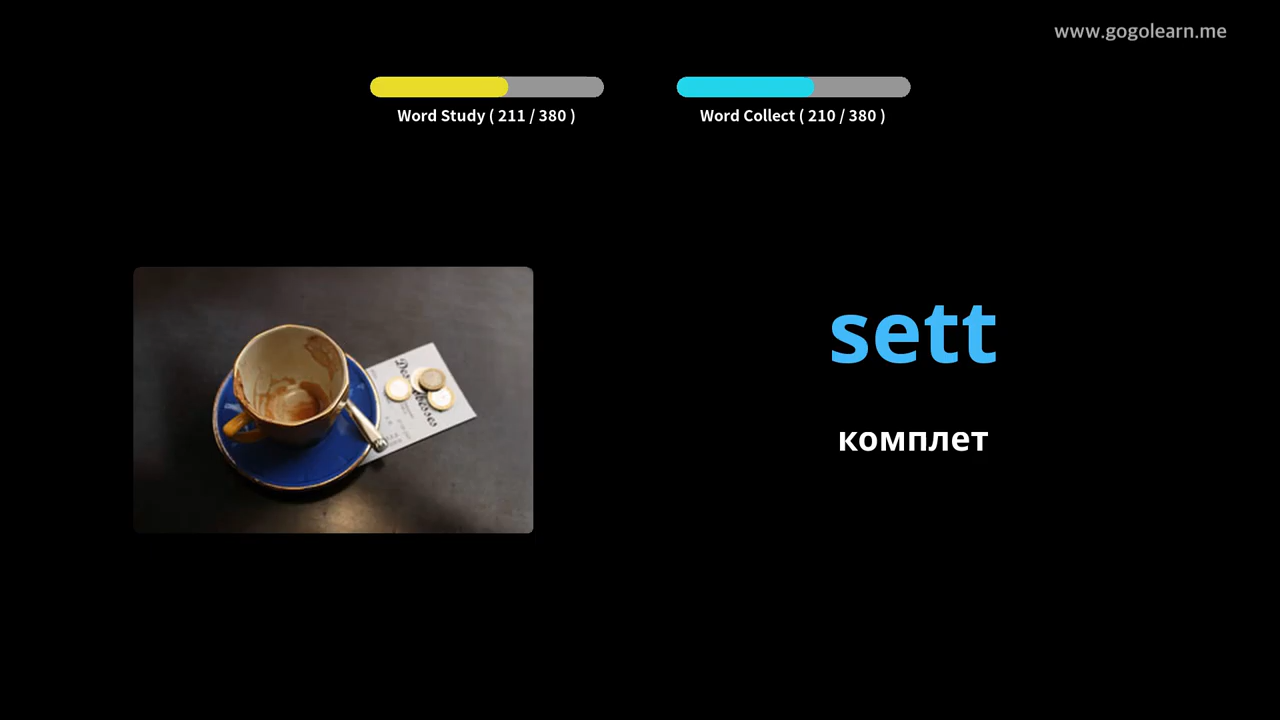 www.gogolearn.me
Word Study ( 211 / 380 )
Word Collect ( 210 / 380 )
sett
комплет